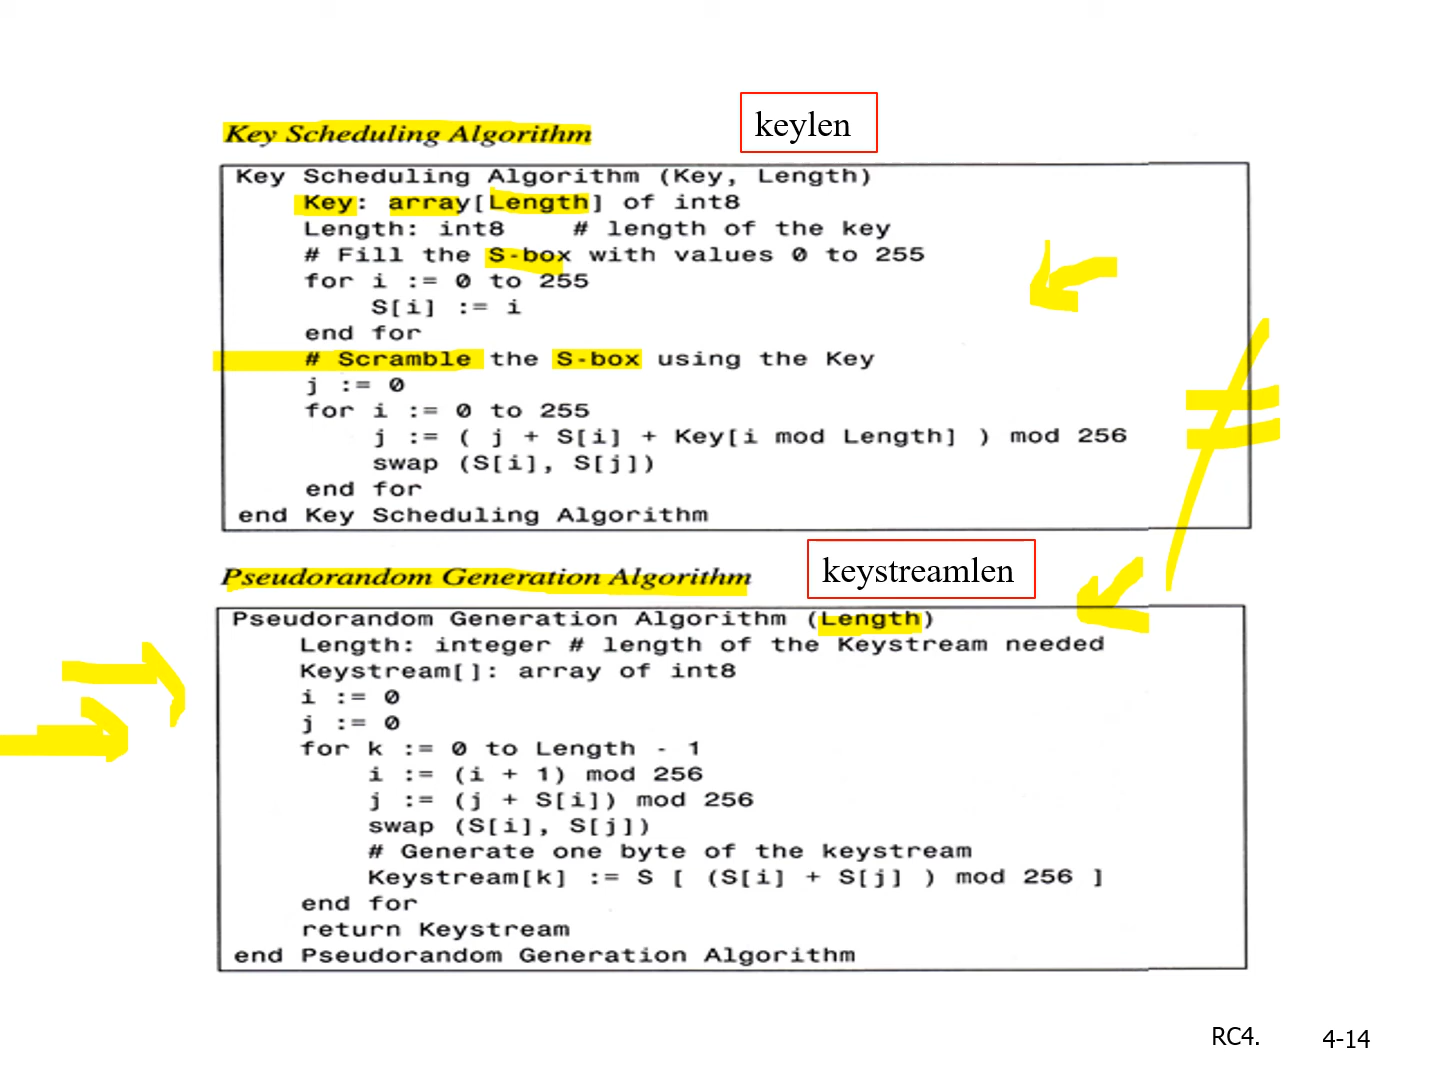 keylen
Key Scheduling Algorithm
Key Scheduling Algorithm (Key, Length)
Key: array[Length] of int8
Length: int8 # length of the key
# Fill the S-box with values 0 to 255
for i := 0 to 255
S[i] := i
end for
# Scramble the S-box using the Key
j := 0
for i := 0 to 255
j := ( j + S[i] + Key[i mod Length] ) mod 256
swap (S[i], S[j])
end for
end Key Scheduling Algorithm
keystreamlen
Pseudorandom Generation Algorithm
Pseudorandom Generation Algorithm (Length)
Length: integer # length of the Keystream needed
Keystream[]: array of int8
i := 0
j := 0
for k := 0 to Length - 1
i := (i + 1) mod 256
j := (j + S[i]) mod 256
swap (S[i], S[j])
# Generate one byte of the keystream
Keystream[k] := S [ (S[i] + S[j] ) mod 256 ]
end for
return Keystream
end Pseudorandom Generation Algorithm
RC4. 4-14